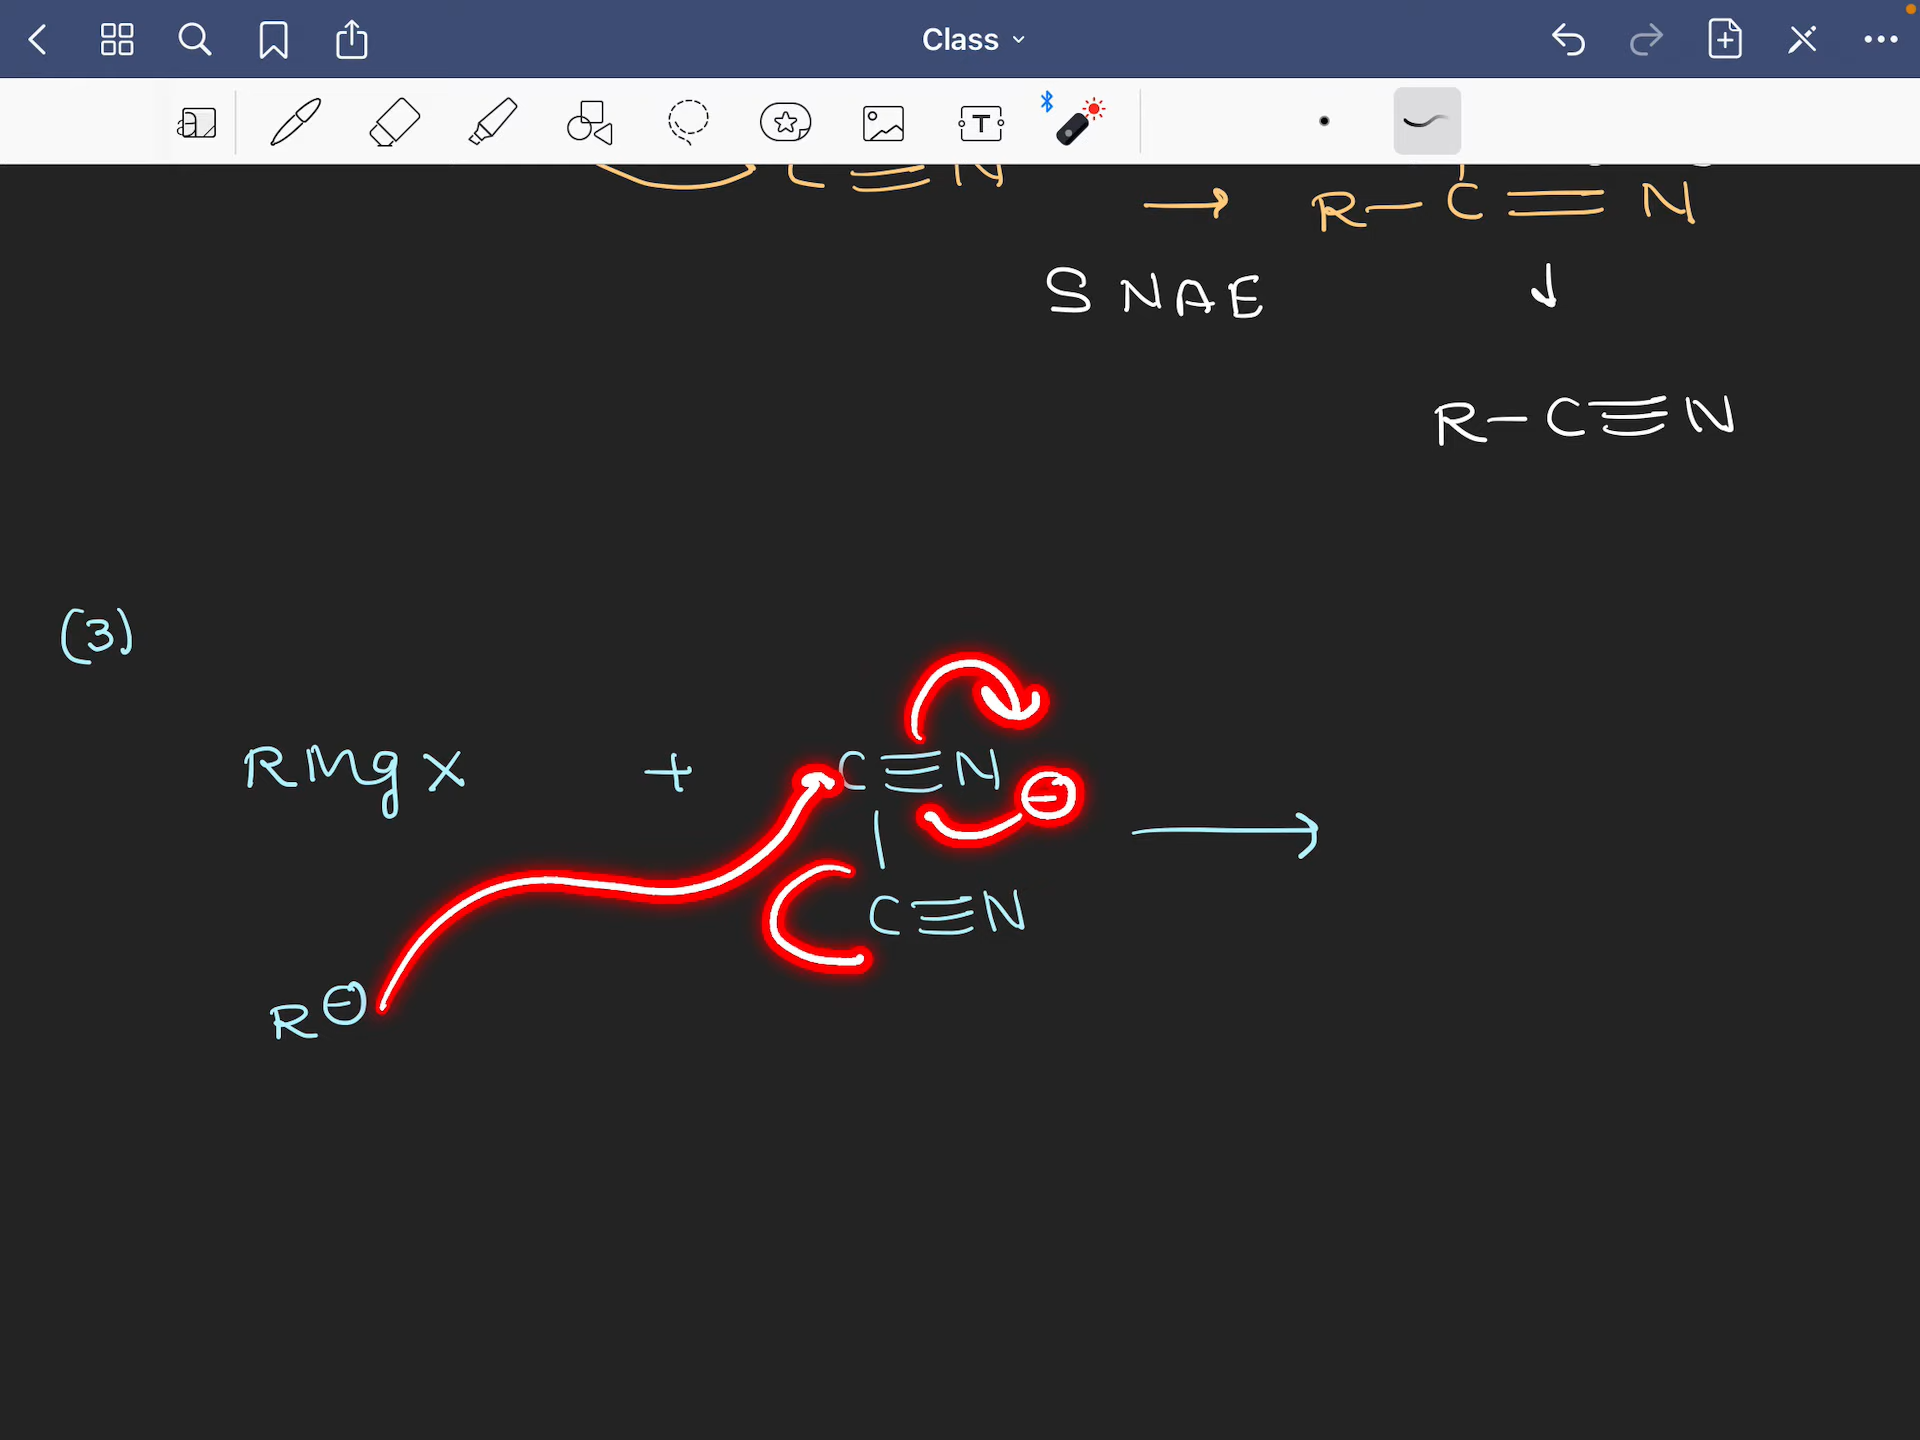 Class
C≡N
→ R–C=N
SNAE ↓
R–C≡N
(3)
RMgx + C≡N ⊖ →
|
C≡N
R⊖